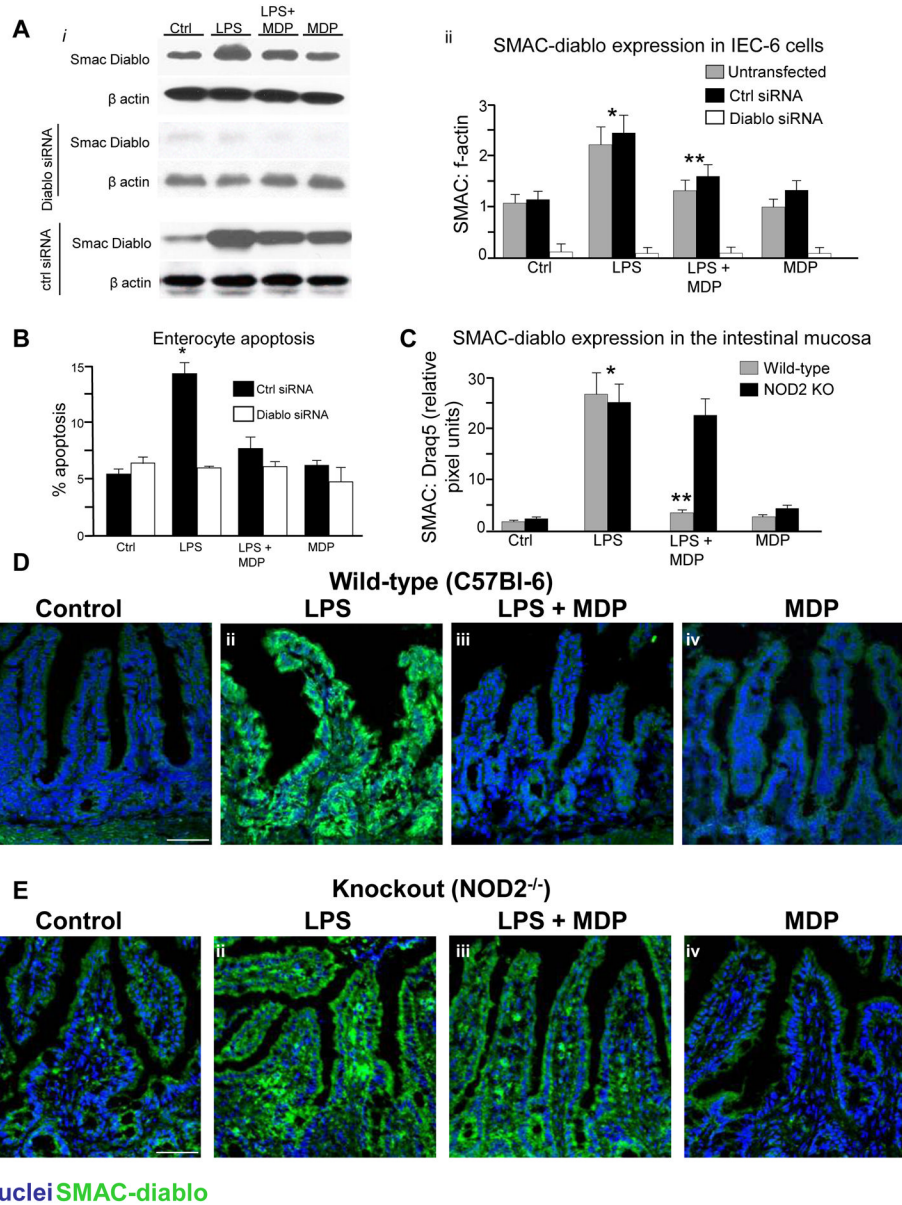 A
i
Ctrl LPS LPS+ MDP MDP
Smac Diablo
β actin
Diablo siRNA
Smac Diablo
β actin
ctrl siRNA
Smac Diablo
β actin
ii
SMAC-diablo expression in IEC-6 cells
Untransfected
Ctrl siRNA
Diablo siRNA
SMAC: f-actin
3
2
1
0
*
**
Ctrl LPS LPS + MDP MDP
B
Enterocyte apoptosis
Ctrl siRNA
Diablo siRNA
% apoptosis
15
10
5
0
*
Ctrl LPS LPS + MDP MDP
C
SMAC-diablo expression in the intestinal mucosa
Wild-type
NOD2 KO
SMAC: Draq5 (relative
pixel units)
30
20
10
0
*
**
Ctrl LPS LPS + MDP MDP
D
Wild-type (C57Bl-6)
Control LPS LPS + MDP MDP
ii iii iv
E
Knockout (NOD2-/-)
Control LPS LPS + MDP MDP
ii iii iv
uclei SMAC-diablo